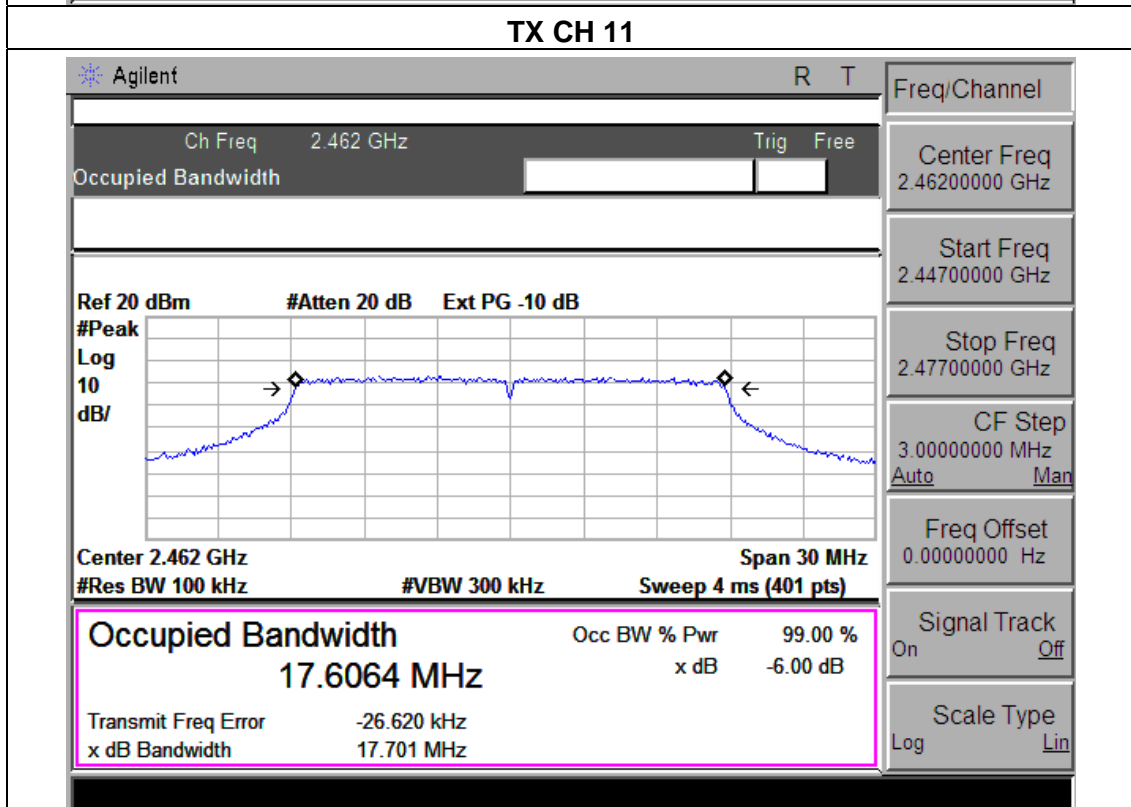 TX CH 11
Agilent R T
Ch Freq 2.462 GHz Trig Free
Occupied Bandwidth
Ref 20 dBm #Atten 20 dB Ext PG -10 dB
#Peak
Log
10
dB/
Center 2.462 GHz Span 30 MHz
#Res BW 100 kHz #VBW 300 kHz Sweep 4 ms (401 pts)
Occupied Bandwidth
17.6064 MHz
Occ BW % Pwr 99.00 %
x dB -6.00 dB
Transmit Freq Error -26.620 kHz
x dB Bandwidth 17.701 MHz
Freq/Channel
Center Freq
2.46200000 GHz
Start Freq
2.44700000 GHz
Stop Freq
2.47700000 GHz
CF Step
3.00000000 MHz
Auto Man
Freq Offset
0.00000000 Hz
Signal Track
On Off
Scale Type
Log Lin